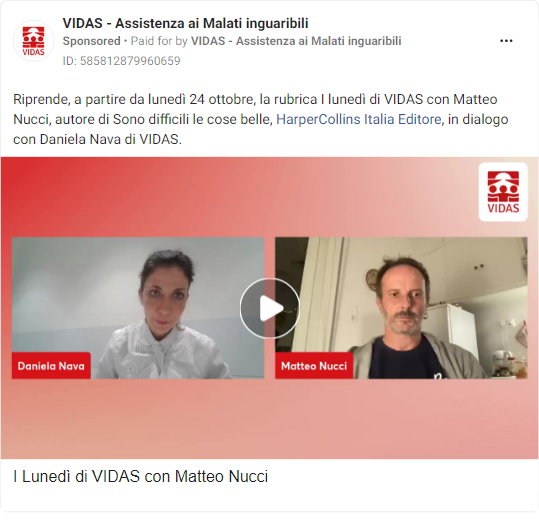 VIDAS - Assistenza ai Malati inguaribili
Sponsored • Paid for by VIDAS - Assistenza ai Malati inguaribili
ID: 585812879960659
Riprende, a partire da lunedì 24 ottobre, la rubrica I lunedì di VIDAS con Matteo
Nucci, autore di Sono difficili le cose belle, HarperCollins Italia Editore, in dialogo
con Daniela Nava di VIDAS.
VIDAS
VIDAS
Daniela Nava
Matteo Nucci
I Lunedì di VIDAS con Matteo Nucci